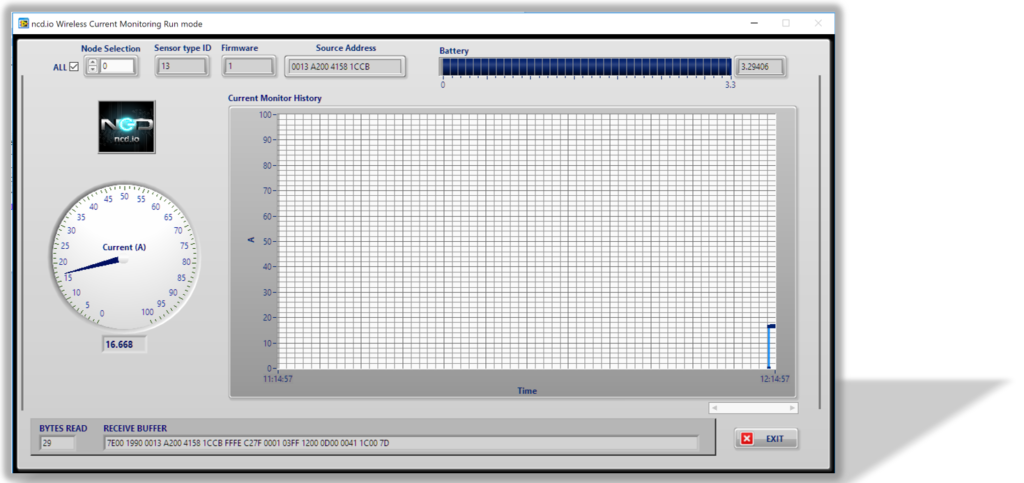 ncd.io Wireless Current Monitoring Run mode
Node Selection
Sensor type ID
Firmware
Source Address
Battery
ALL
0
13
1
0013 A200 4158 1CCB
3.29406
0
3.3
NCD
ncd.io
Current Monitor History
100
90
80
70
60
50
40
30
20
10
0
A
11:14:57
12:14:57
Time
0
5
10
15
20
25
30
35
40
45
50
55
60
65
70
75
80
85
90
95
100
Current (A)
16.668
BYTES READ
RECEIVE BUFFER
29
7E00 1990 0013 A200 4158 1CCB FFFE C27F 0001 03FF 1200 0D00 0041 1C00 7D
EXIT